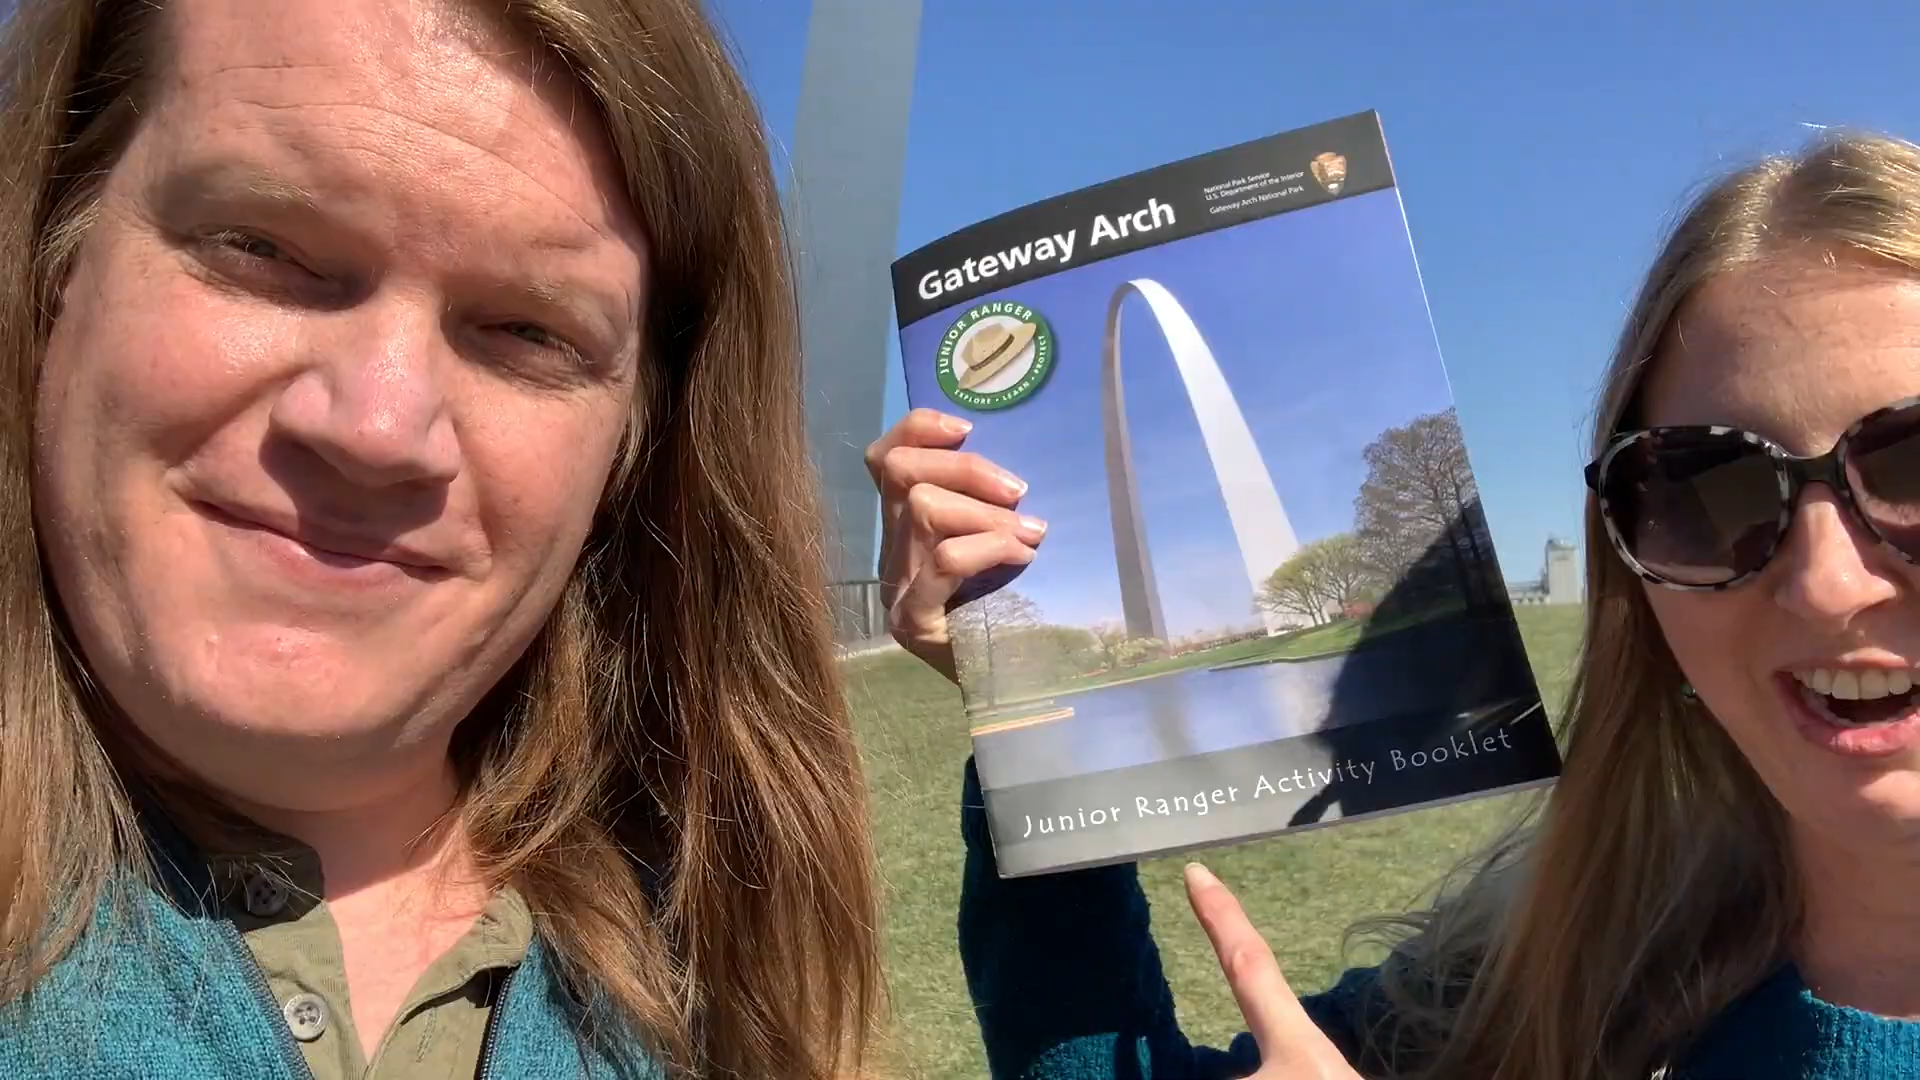 Gateway Arch
National Park Service
U.S. Department of the Interior
Gateway Arch National Park
JUNIOR RANGER
EXPLORE • LEARN • PROTECT
Junior Ranger Activity Booklet